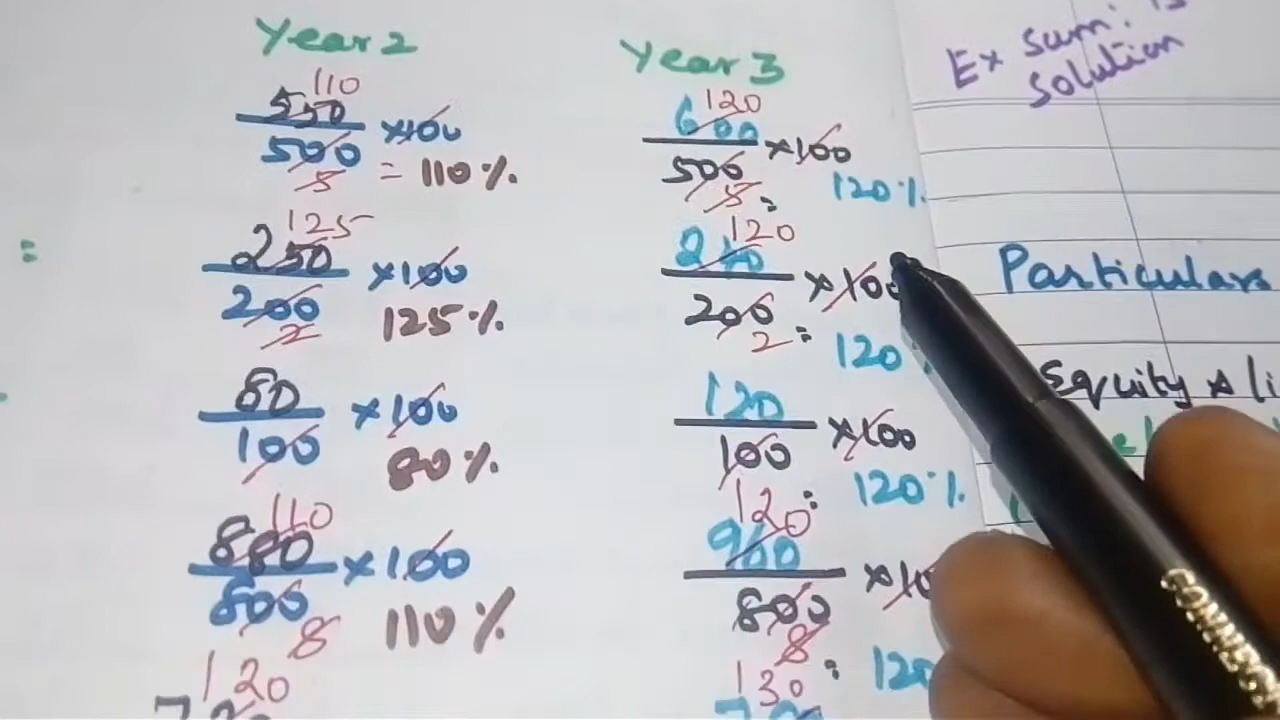 Year 2
110
550
500 ×100
5 = 110%
125
250
200 ×100
2 125%
80
100 ×100
80%
110
880
800 ×100
8 110%
120
Year 3
120
600
500 ×100
5 = 120%
120
240
200 ×100
2 = 120%
120
100 ×100
= 120%
120
960
800 ×10
8 = 120
130
=
Ex sum:
Solution
Particulars
Equity & li